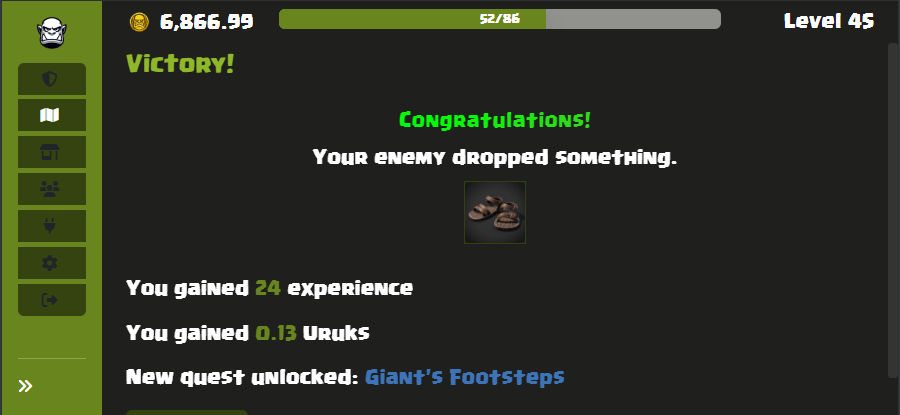 6,866.99
52/86
Level 45
Victory!
Congratulations!
Your enemy dropped something.
You gained 24 experience
You gained 0.13 Uruks
New quest unlocked: Giant's Footsteps